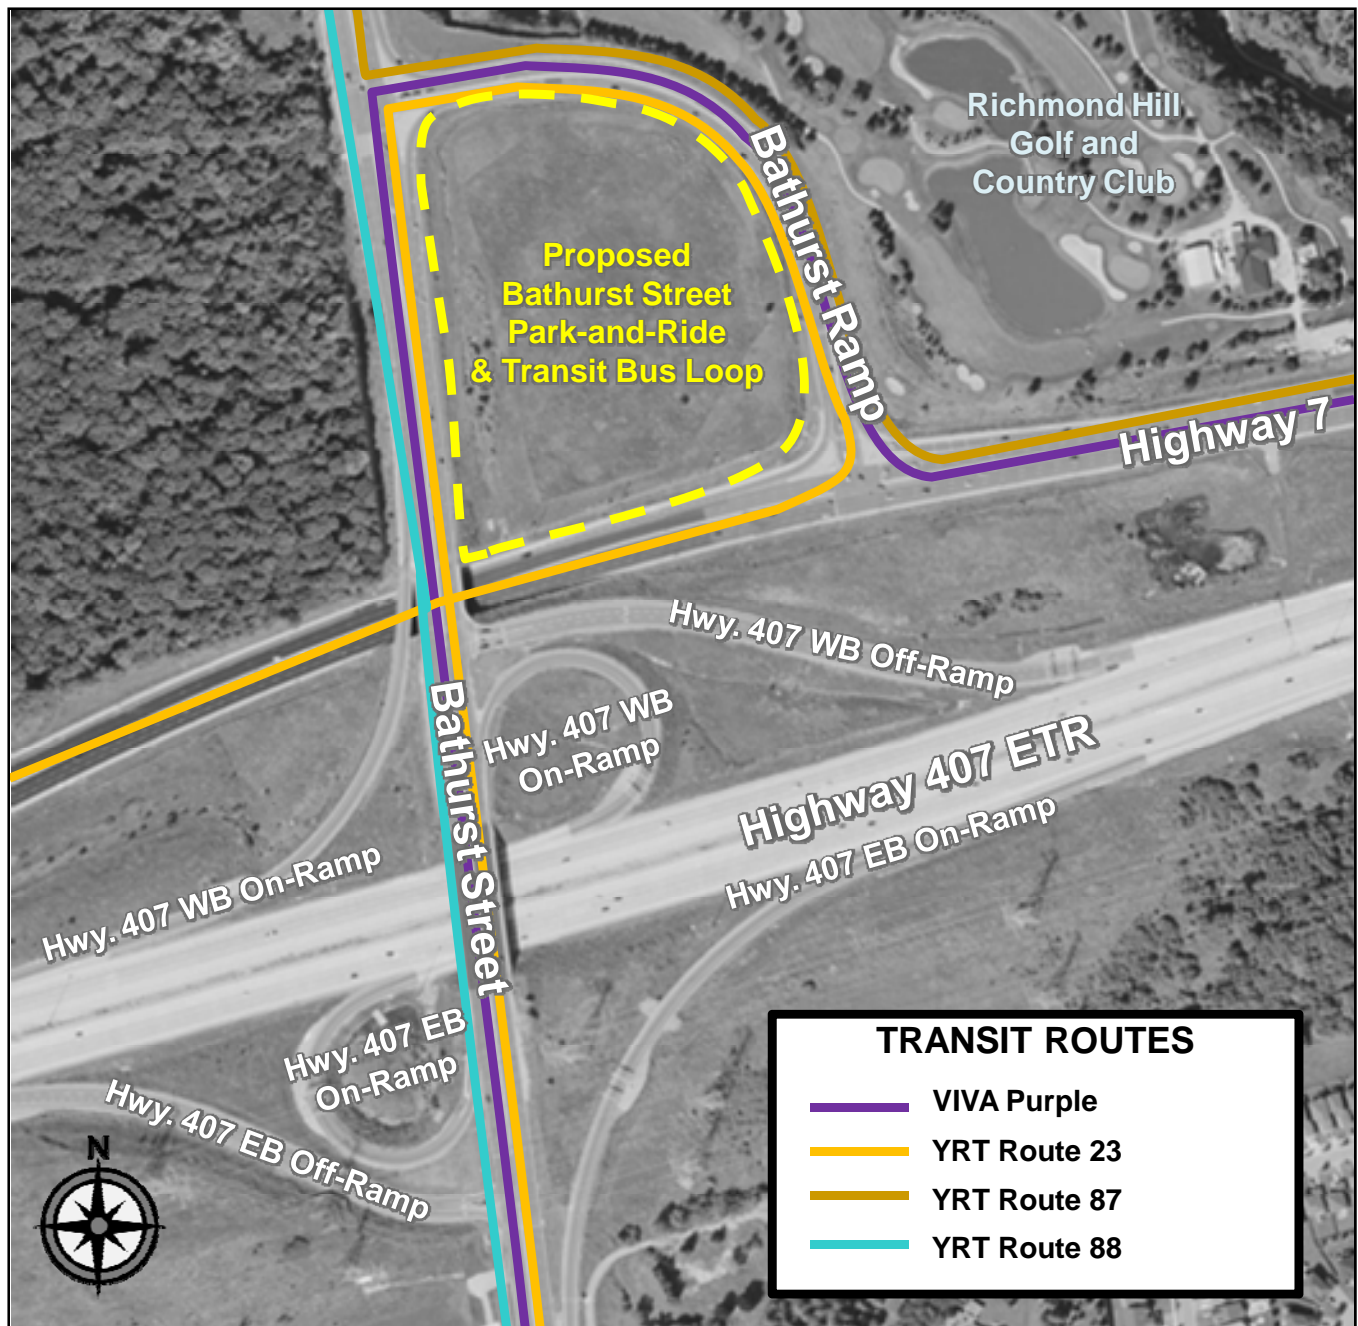 Richmond Hill
Golf and
Country Club
Bathurst Ramp
Proposed
Bathurst Street
Park-and-Ride
& Transit Bus Loop
Highway 7
Hwy. 407 WB Off-Ramp
Hwy. 407 WB
On-Ramp
Bathurst Street
Highway 407 ETR
Hwy. 407 EB On-Ramp
Hwy. 407 WB On-Ramp
Hwy. 407 EB
On-Ramp
Hwy. 407 EB Off-Ramp
N
TRANSIT ROUTES
VIVA Purple
YRT Route 23
YRT Route 87
YRT Route 88